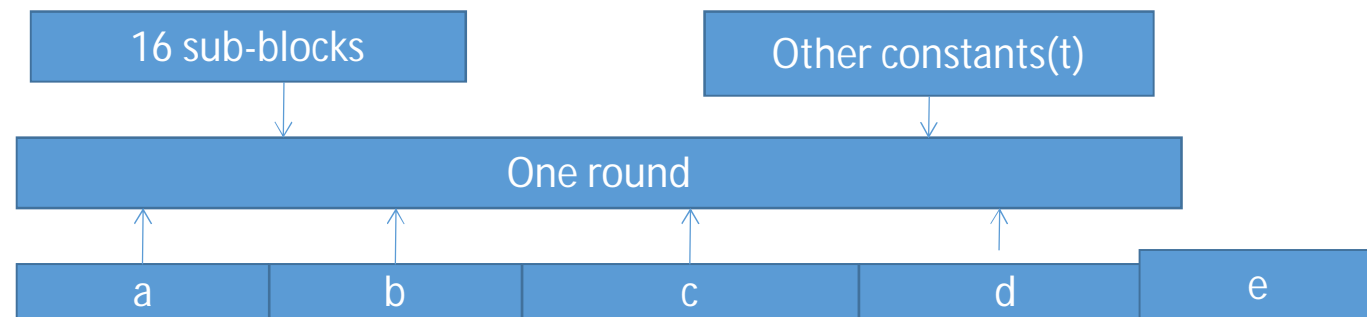 16 sub-blocks
Other constants(t)
One round
a
b
c
d
e